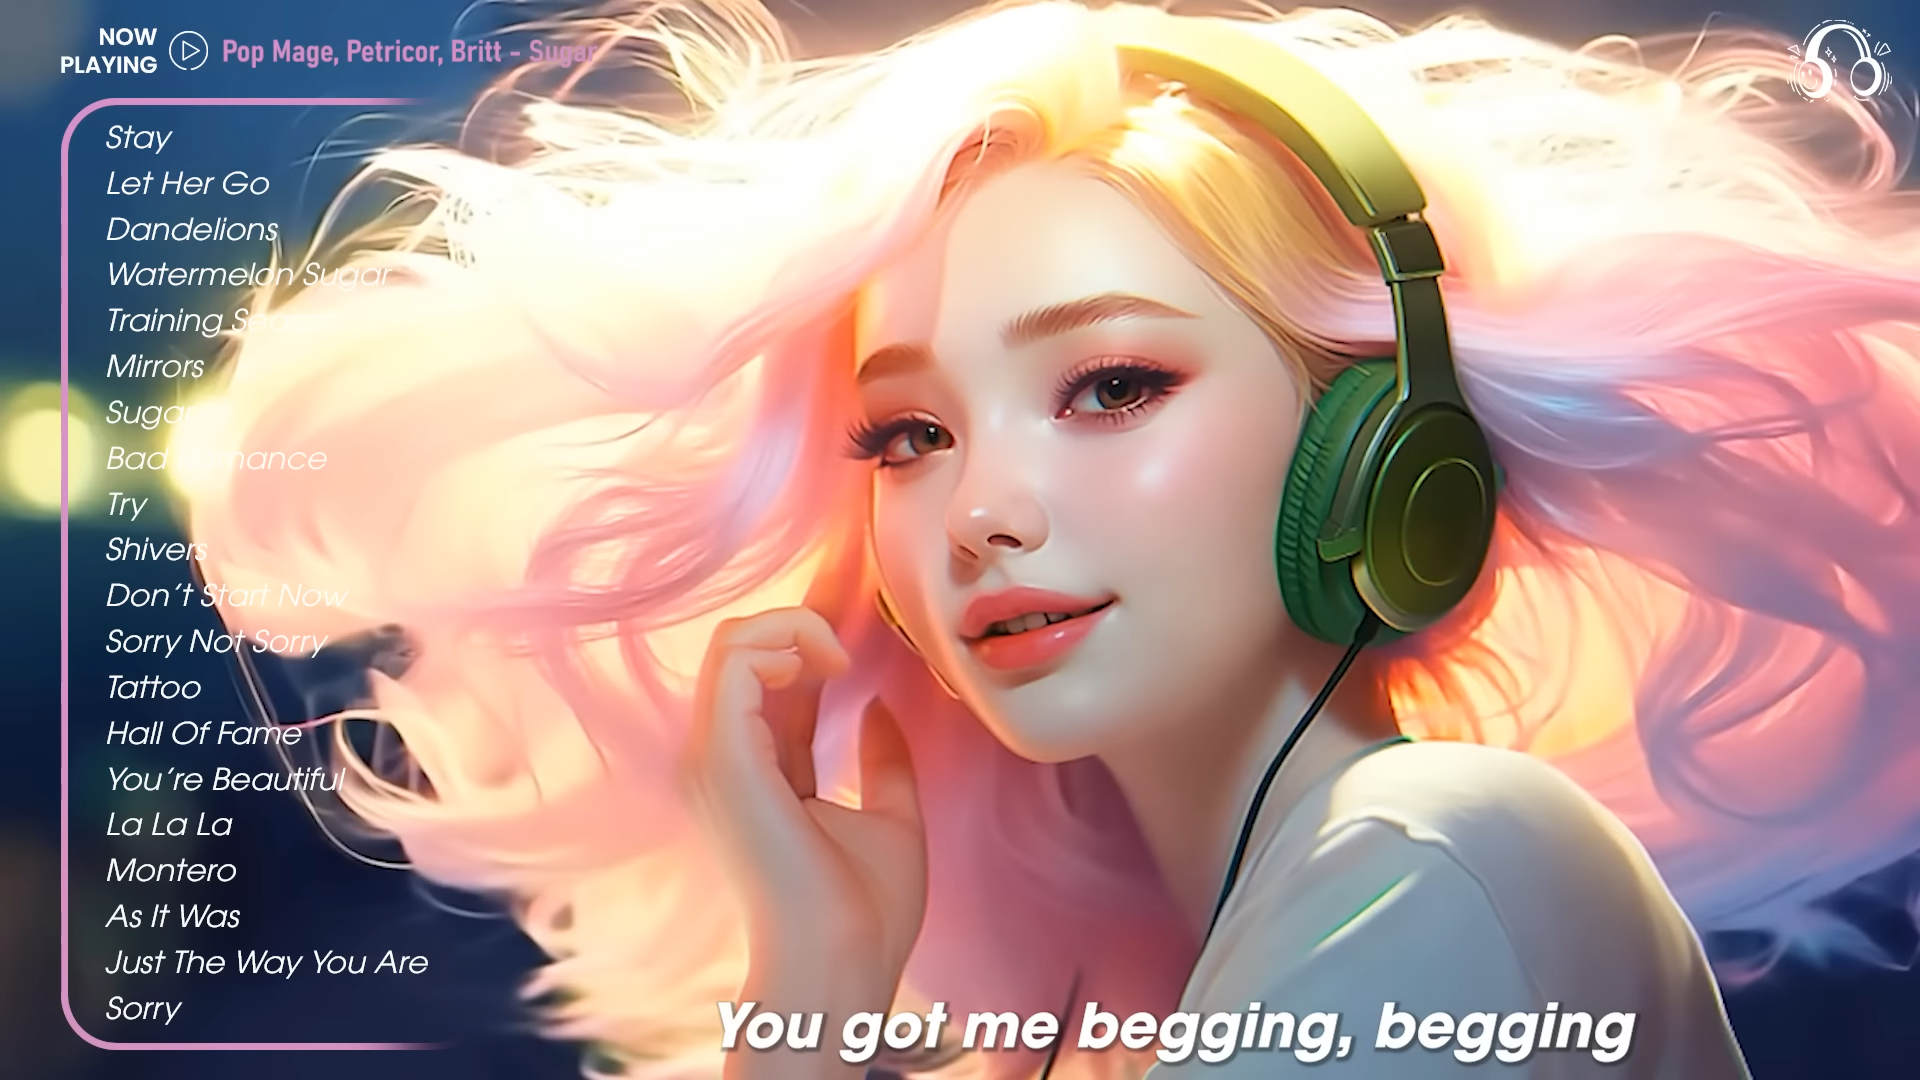 NOW
PLAYING
Pop Mage, Petricor, Britt - Sugar
Stay
Let Her Go
Dandelions
Watermelon Sugar
Training
Mirrors
Sugar
Bad Romance
Try
Shivers
Don't Start Now
Sorry Not Sorry
Tattoo
Hall Of Fame
You're Beautiful
La La La
Montero
As It Was
Just The Way You Are
Sorry
You got me begging, begging